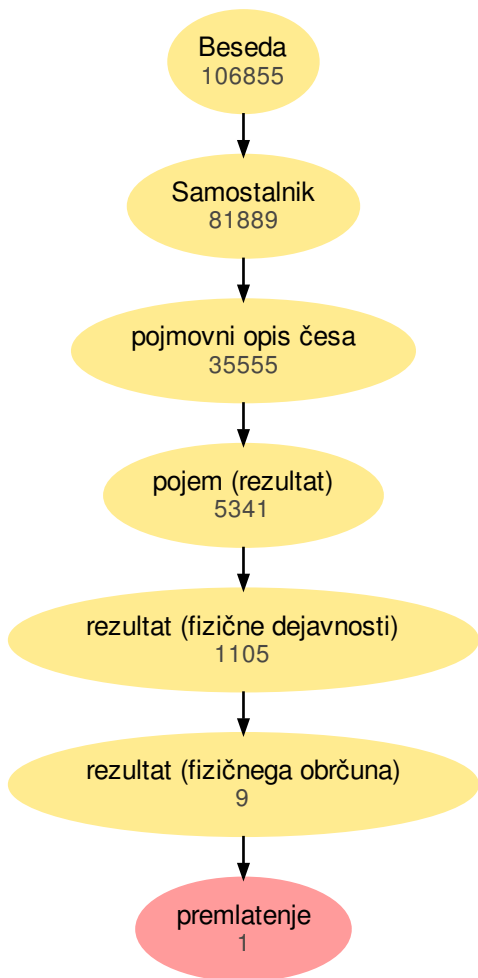 Beseda
106855
Samostalnik
81889
pojmovni opis česa
35555
pojem (rezultat)
5341
rezultat (fizične dejavnosti)
1105
rezultat (fizičnega obrčuna)
9
premlatenje
1